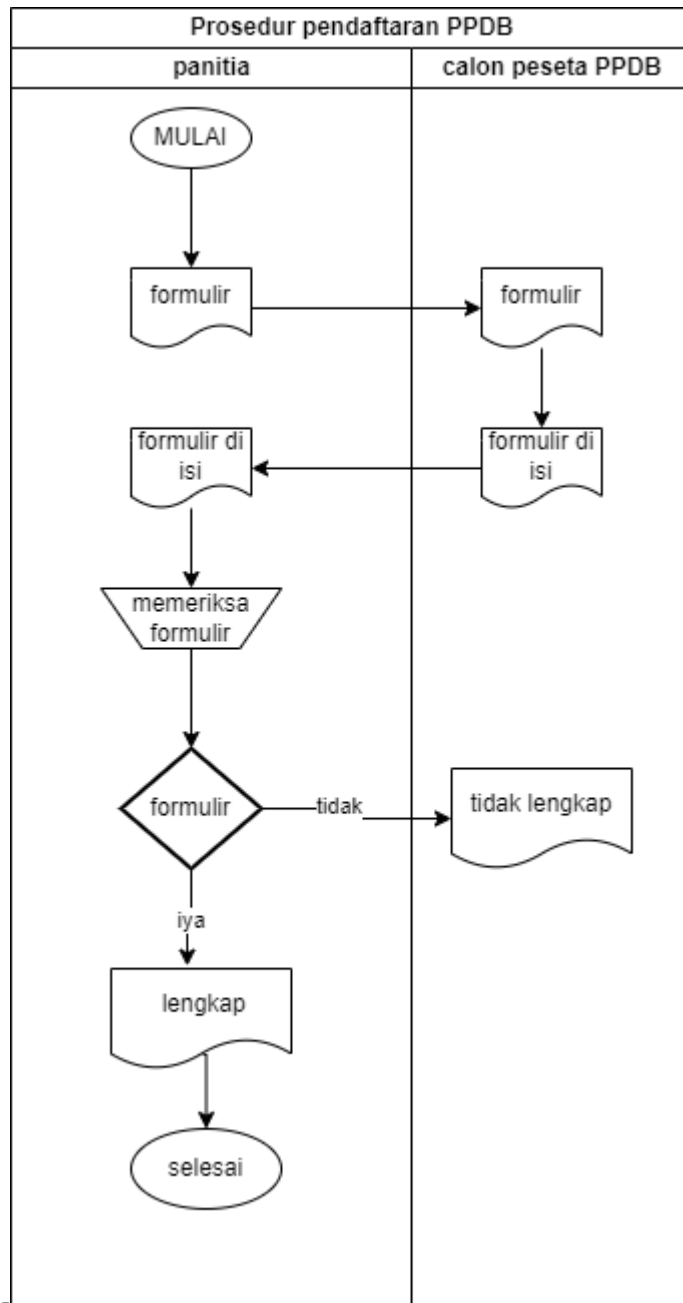 Prosedur pendaftaran PPDB
panitia
calon peseta PPDB
MULAI
formulir
formulir
formulir di
isi
formulir di
isi
memeriksa
formulir
formulir
tidak
tidak lengkap
iya
lengkap
selesai